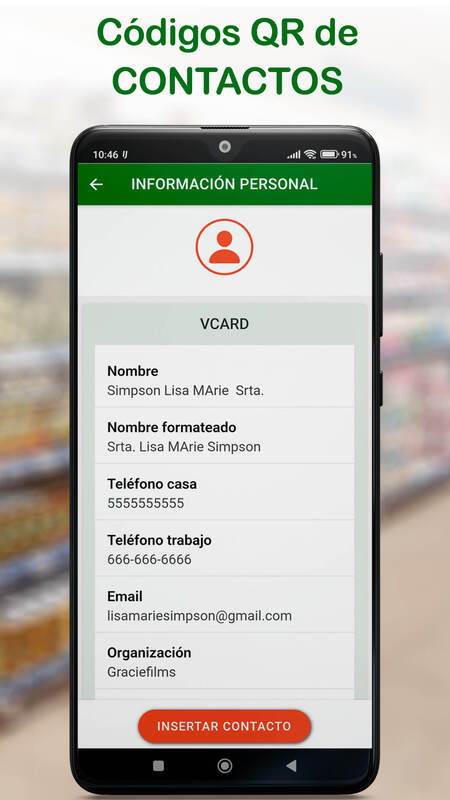 Códigos QR de
CONTACTOS
10:46
91%
INFORMACIÓN PERSONAL
VCARD
Nombre
Simpson Lisa MArie  Srta.
Nombre formateado
Srta. Lisa MArie Simpson
Teléfono casa
5555555555
Teléfono trabajo
666-666-6666
Email
lisamariesimpson@gmail.com
Organización
Graciefilms
INSERTAR CONTACTO